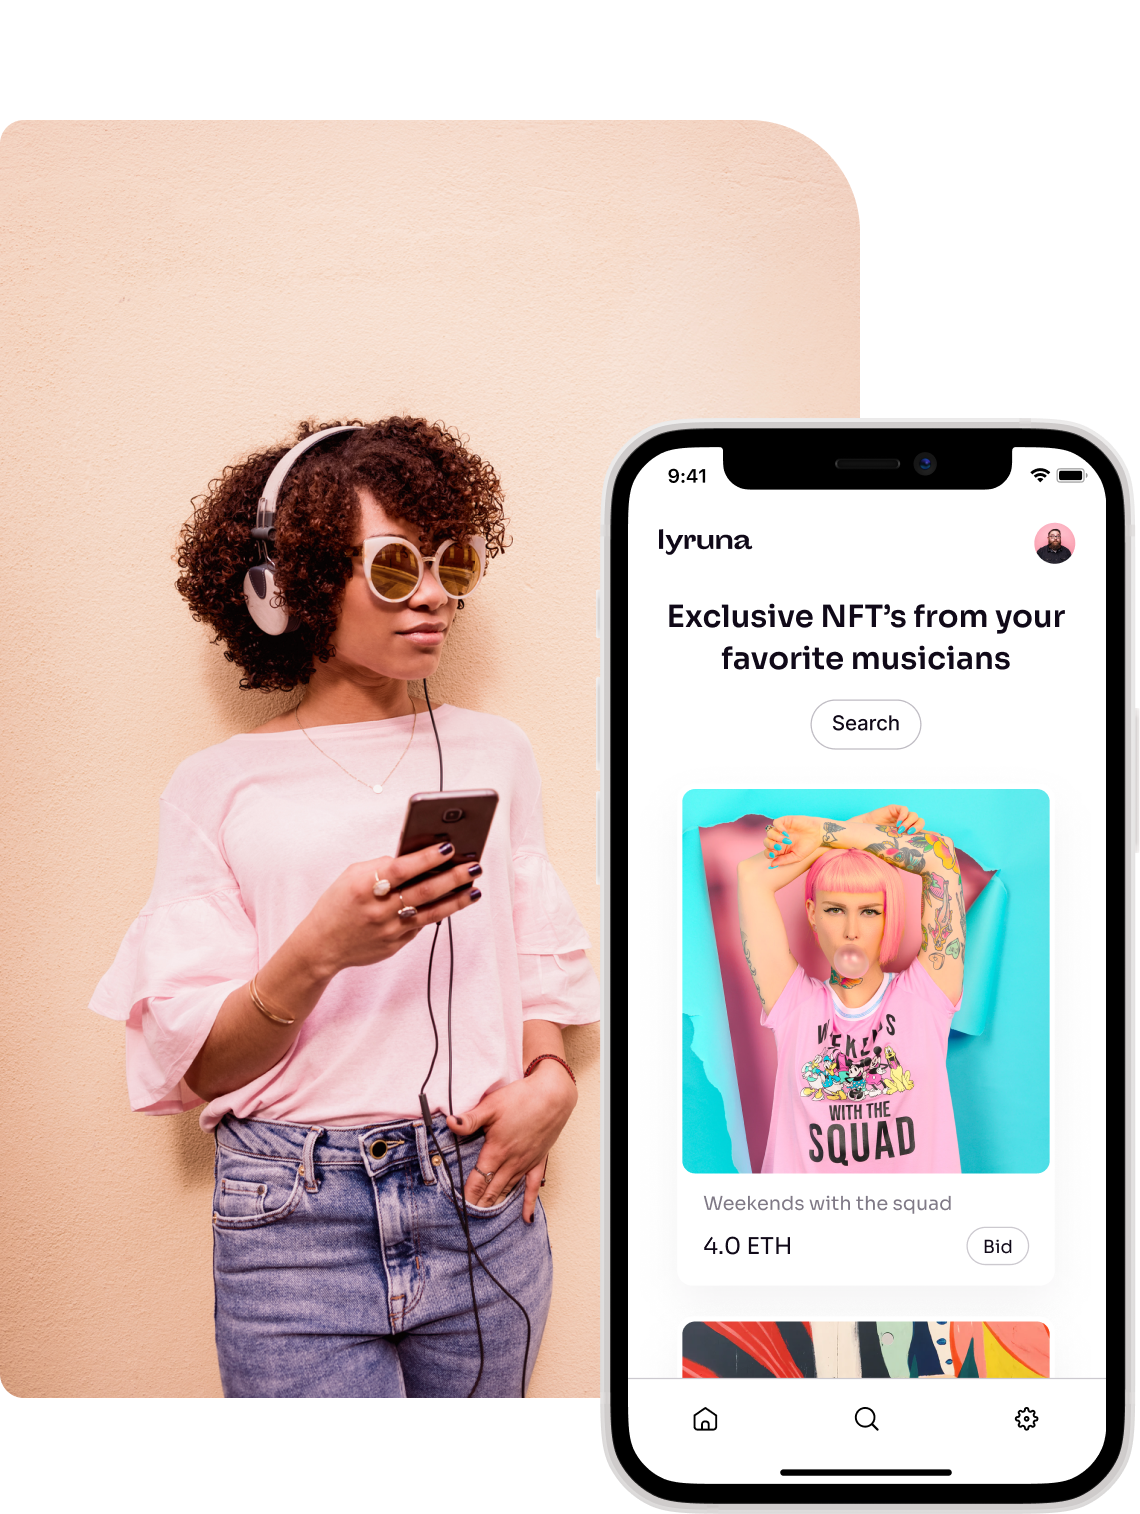 9:41
lyruna
Exclusive NFT’s from your
favorite musicians
Search
WEEKENDS
WITH THE
SQUAD
Weekends with the squad
4.0 ETH
Bid